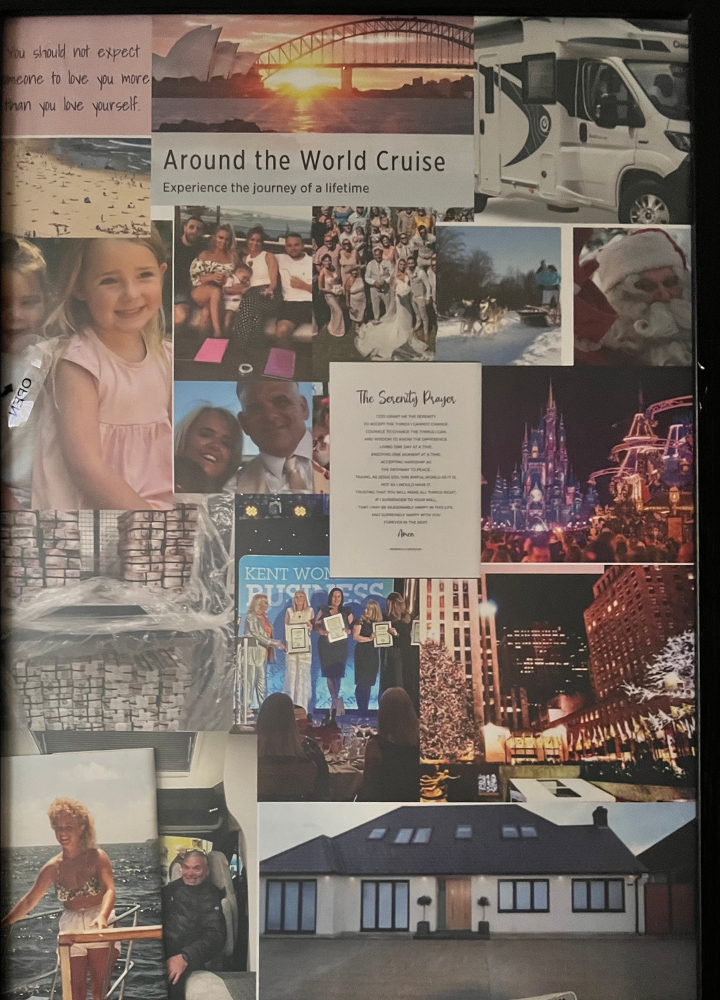 You should not expect
someone to love you more
than you love yourself.
Around the World Cruise
Experience the journey of a lifetime
OPEN
The Serenity Prayer
GOD GRANT ME THE SERENITY
TO ACCEPT THE THINGS I CANNOT CHANGE,
COURAGE TO CHANGE THE THINGS I CAN,
AND WISDOM TO KNOW THE DIFFERENCE.
LIVING ONE DAY AT A TIME,
ENJOYING ONE MOMENT AT A TIME,
ACCEPTING HARDSHIP AS
THE PATHWAY TO PEACE.
TAKING, AS JESUS DID, THIS SINFUL WORLD AS IT IS,
NOT AS I WOULD HAVE IT,
TRUSTING THAT YOU WILL MAKE ALL THINGS RIGHT,
IF I SURRENDER TO YOUR WILL,
THAT I MAY BE REASONABLY HAPPY IN THIS LIFE,
AND SUPREMELY HAPPY WITH YOU
FOREVER IN THE NEXT.
Amen
KENT WOM
BUSINESS